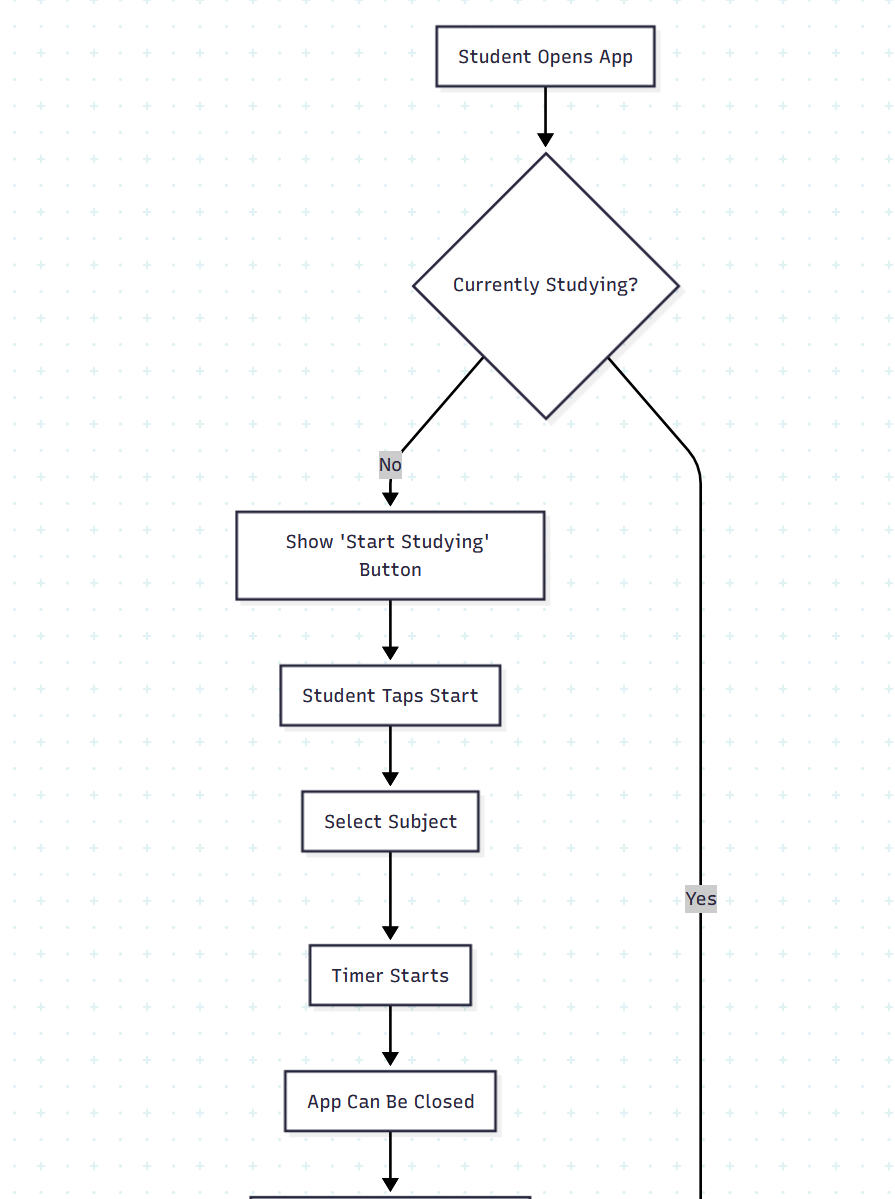 Student Opens App
Currently Studying?
No
Show 'Start Studying'
Button
Student Taps Start
Select Subject
Yes
Timer Starts
App Can Be Closed